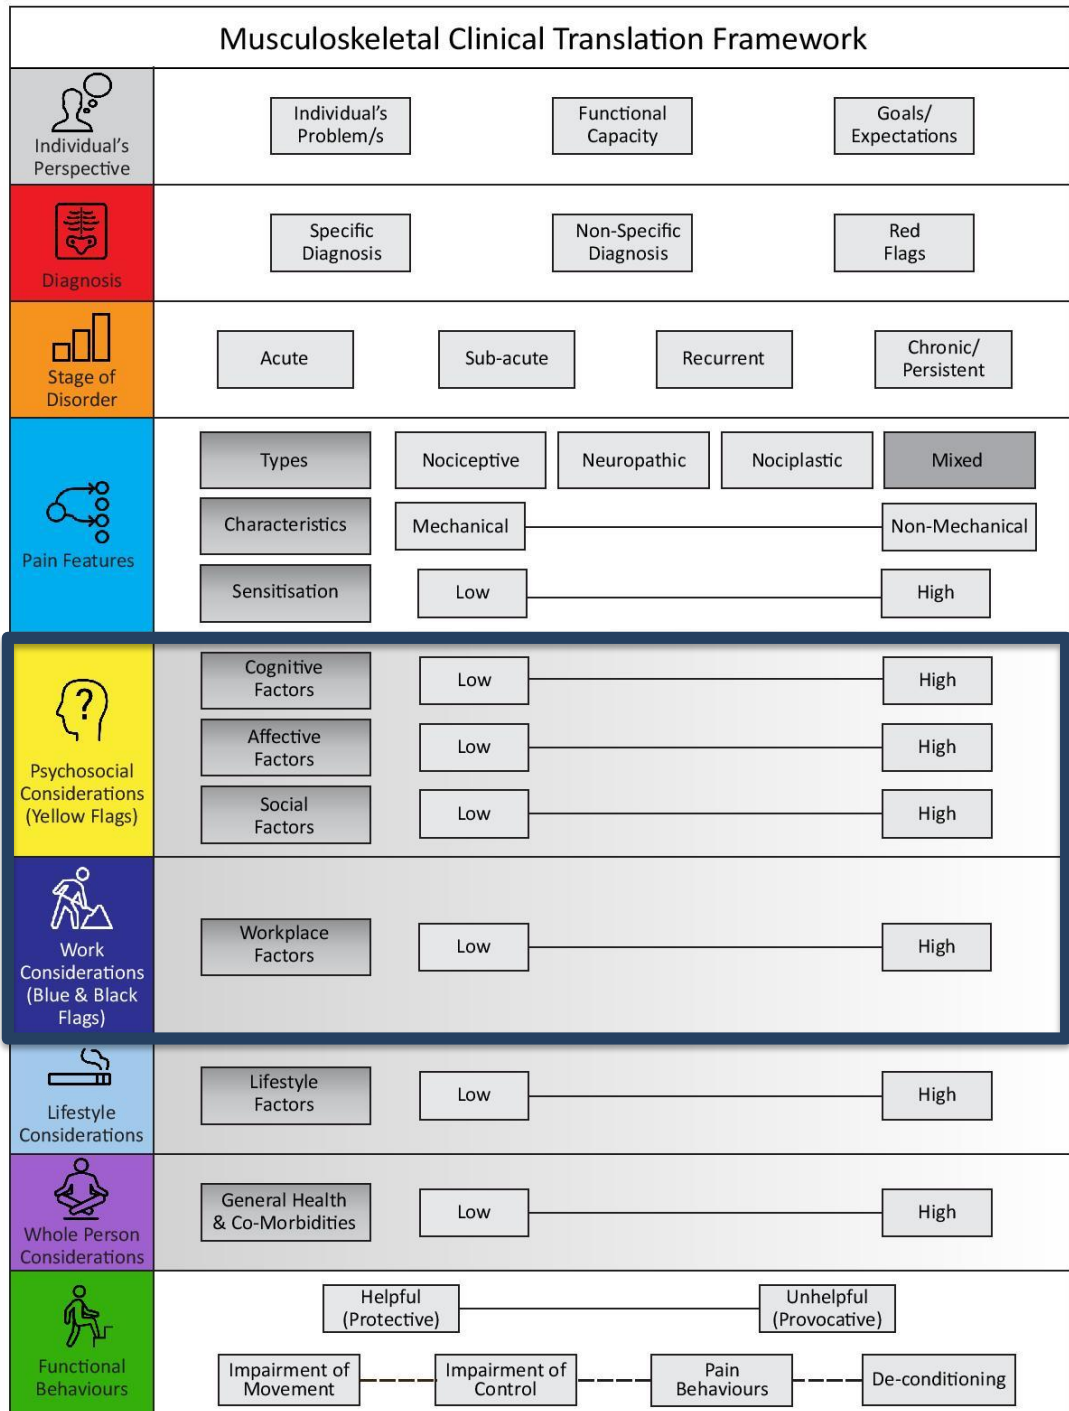 Musculoskeletal Clinical Translation Framework
Individual's
Perspective
Individual's
Problem/s
Functional
Capacity
Goals/
Expectations
Diagnosis
Specific
Diagnosis
Non-Specific
Diagnosis
Red
Flags
Stage of
Disorder
Acute
Sub-acute
Recurrent
Chronic/
Persistent
Pain Features
Types
Nociceptive
Neuropathic
Nociplastic
Mixed
Characteristics
Mechanical
Non-Mechanical
Sensitisation
Low
High
?
Psychosocial
Considerations
(Yellow Flags)
Cognitive
Factors
Low
High
Affective
Factors
Low
High
Social
Factors
Low
High
Work
Considerations
(Blue & Black
Flags)
Workplace
Factors
Low
High
Lifestyle
Considerations
Lifestyle
Factors
Low
High
Whole Person
Considerations
General Health
& Co-Morbidities
Low
High
Functional
Behaviours
Helpful
(Protective)
Unhelpful
(Provocative)
Impairment of
Movement
Impairment of
Control
Pain
Behaviours
De-conditioning